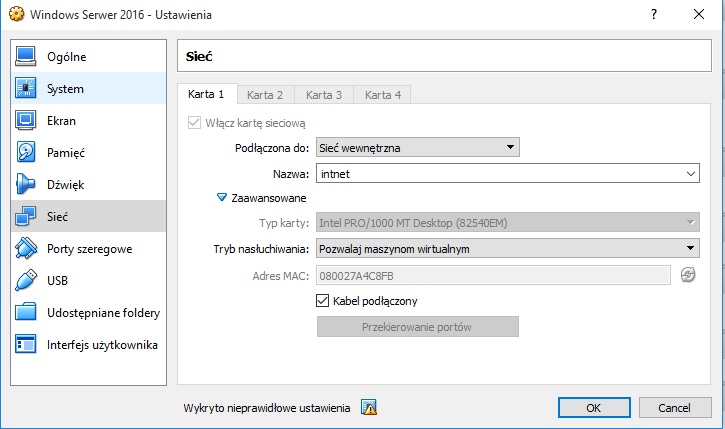 Windows Serwer 2016 - Ustawienia
?
Ogólne
System
Ekran
Pamięć
Dźwięk
Sieć
Porty szeregowe
USB
Udostępniane foldery
Interfejs użytkownika
Sieć
Karta 1 Karta 2 Karta 3 Karta 4
Włącz kartę sieciową
Podłączona do: Sieć wewnętrzna
Nazwa: intnet
Zaawansowane
Typ karty: Intel PRO/1000 MT Desktop (82540EM)
Tryb nasłuchiwania: Pozwalaj maszynom wirtualnym
Adres MAC: 080027A4C8FB
Kabel podłączony
Przekierowanie portów
Wykryto nieprawidłowe ustawienia
OK Cancel